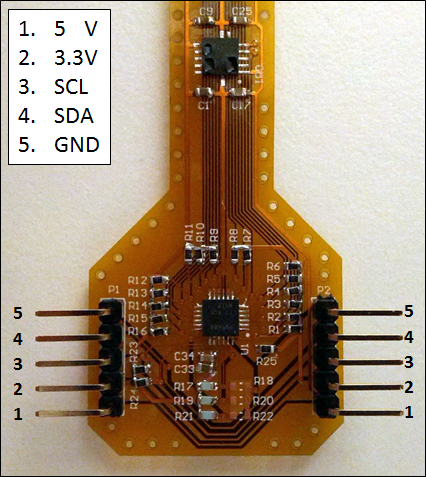 1. 5 V
2. 3.3V
3. SCL
4. SDA
5. GND
C9 C25
C1 C17
R11 R10 R9 R8 R7
R12 R6
R13 R5
R14 R4
R15 R3
R16 R2
R1
P1 P2
U1
5 5
4 4
3 3
2 2
1 1
R23
R24
C34
C33
R25
R17 R18
R19 R20
R21 R22